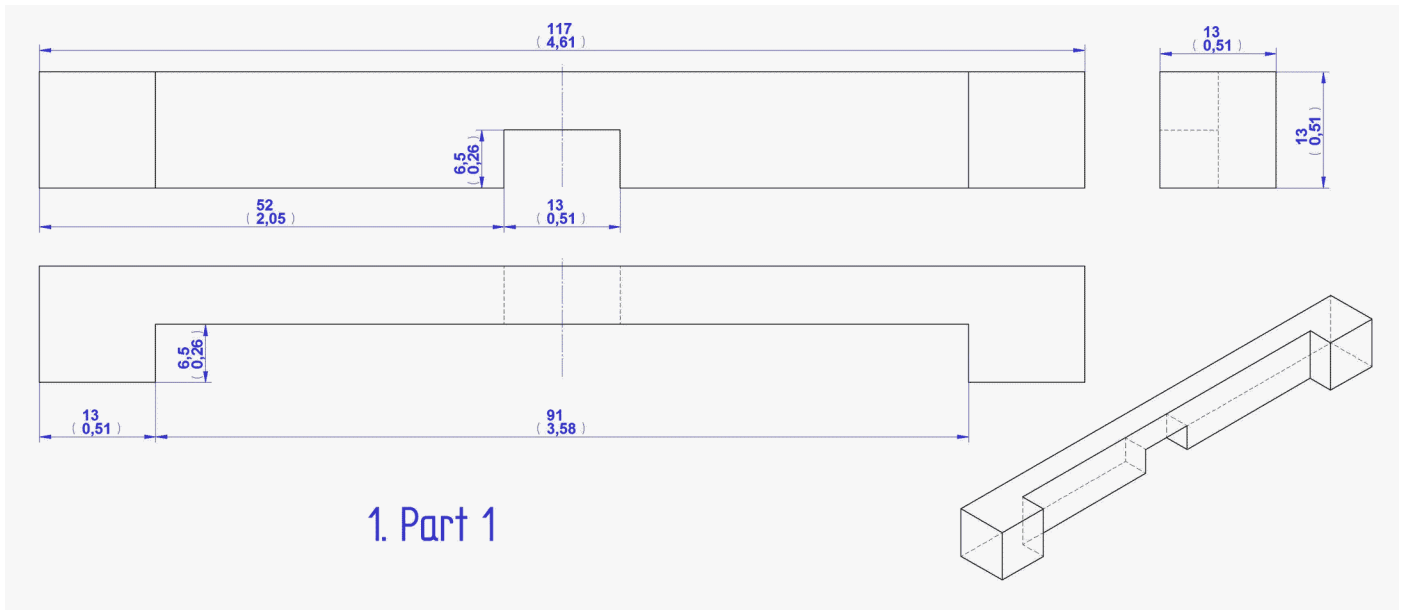 117
( 4,61 )
13
( 0,51 )
6,5
( 0,26 )
13
( 0,51 )
52
( 2,05 )
13
( 0,51 )
6,5
( 0,26 )
13
( 0,51 )
91
( 3,58 )
1. Part 1